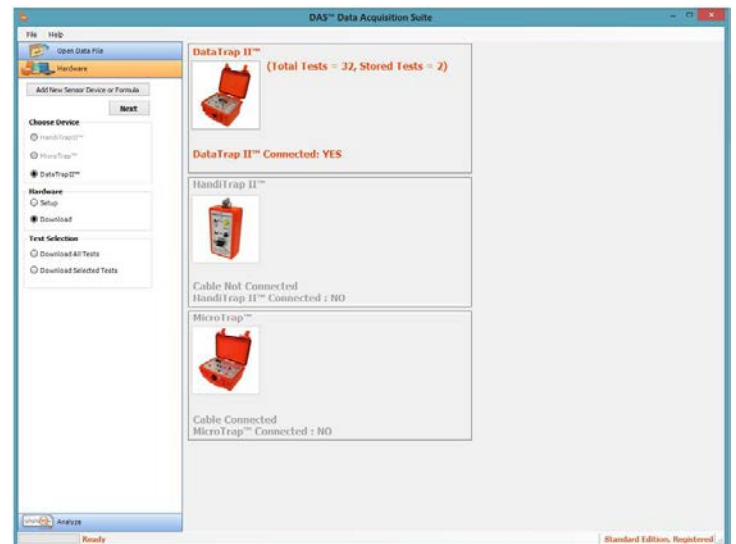 DAS™ Data Acquisition Suite
File Help
Open Data File
Hardware
Add New Sensor Device or Formula
Next
Choose Device
HandiTrapII™
MicroTrap™
DataTrapII™
Hardware
Setup
Download
Test Selection
Download All Tests
Download Selected Tests
Analyze
Ready
DataTrap II™
(Total Tests = 32, Stored Tests = 2)
DataTrap II™ Connected: YES
HandiTrap II™
Cable Not Connected
HandiTrap II™ Connected : NO
MicroTrap™
Cable Connected
MicroTrap™ Connected : NO
Standard Edition, Registered